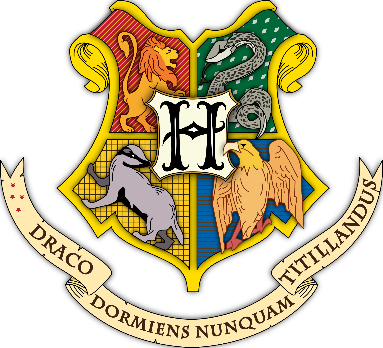 H
DRACO
DORMIENS NUNQUAM
TITILLANDUS